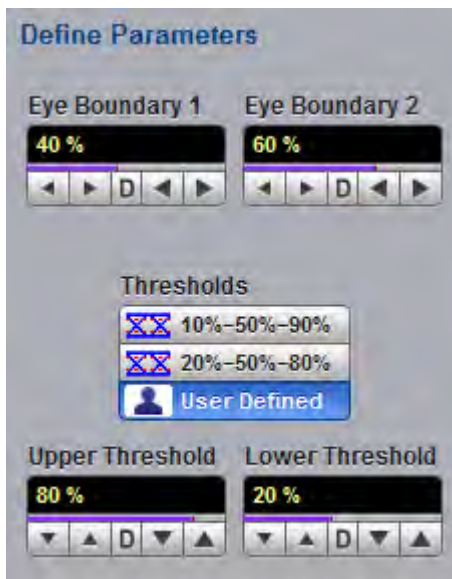 Define Parameters
Eye Boundary 1 Eye Boundary 2
40 % 60 %
D D
Thresholds
10%-50%-90%
20%-50%-80%
User Defined
Upper Threshold Lower Threshold
80 % 20 %
D D